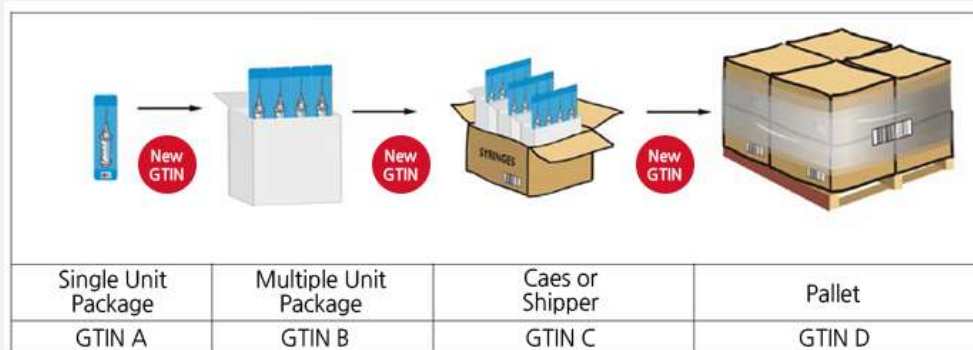 New
GTIN
New
GTIN
New
GTIN
SYRINGES
Single Unit
Package
Multiple Unit
Package
Caes or
Shipper
Pallet
GTIN A
GTIN B
GTIN C
GTIN D